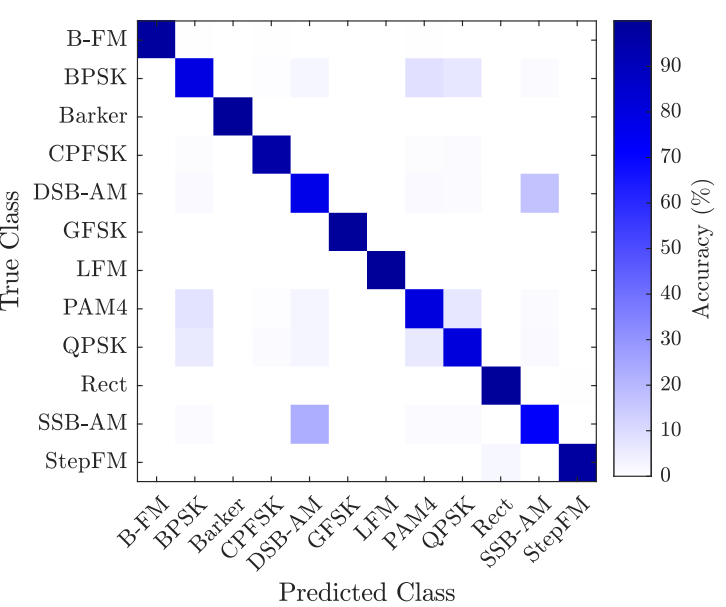 B-FM
BPSK
Barker
CPFSK
DSB-AM
GFSK
LFM
PAM4
QPSK
Rect
SSB-AM
StepFM
True Class
B-FM
BPSK
Barker
CPFSK
DSB-AM
GFSK
LFM
PAM4
QPSK
Rect
SSB-AM
StepFM
Predicted Class
90
80
70
60
50
40
30
20
10
0
Accuracy (%)